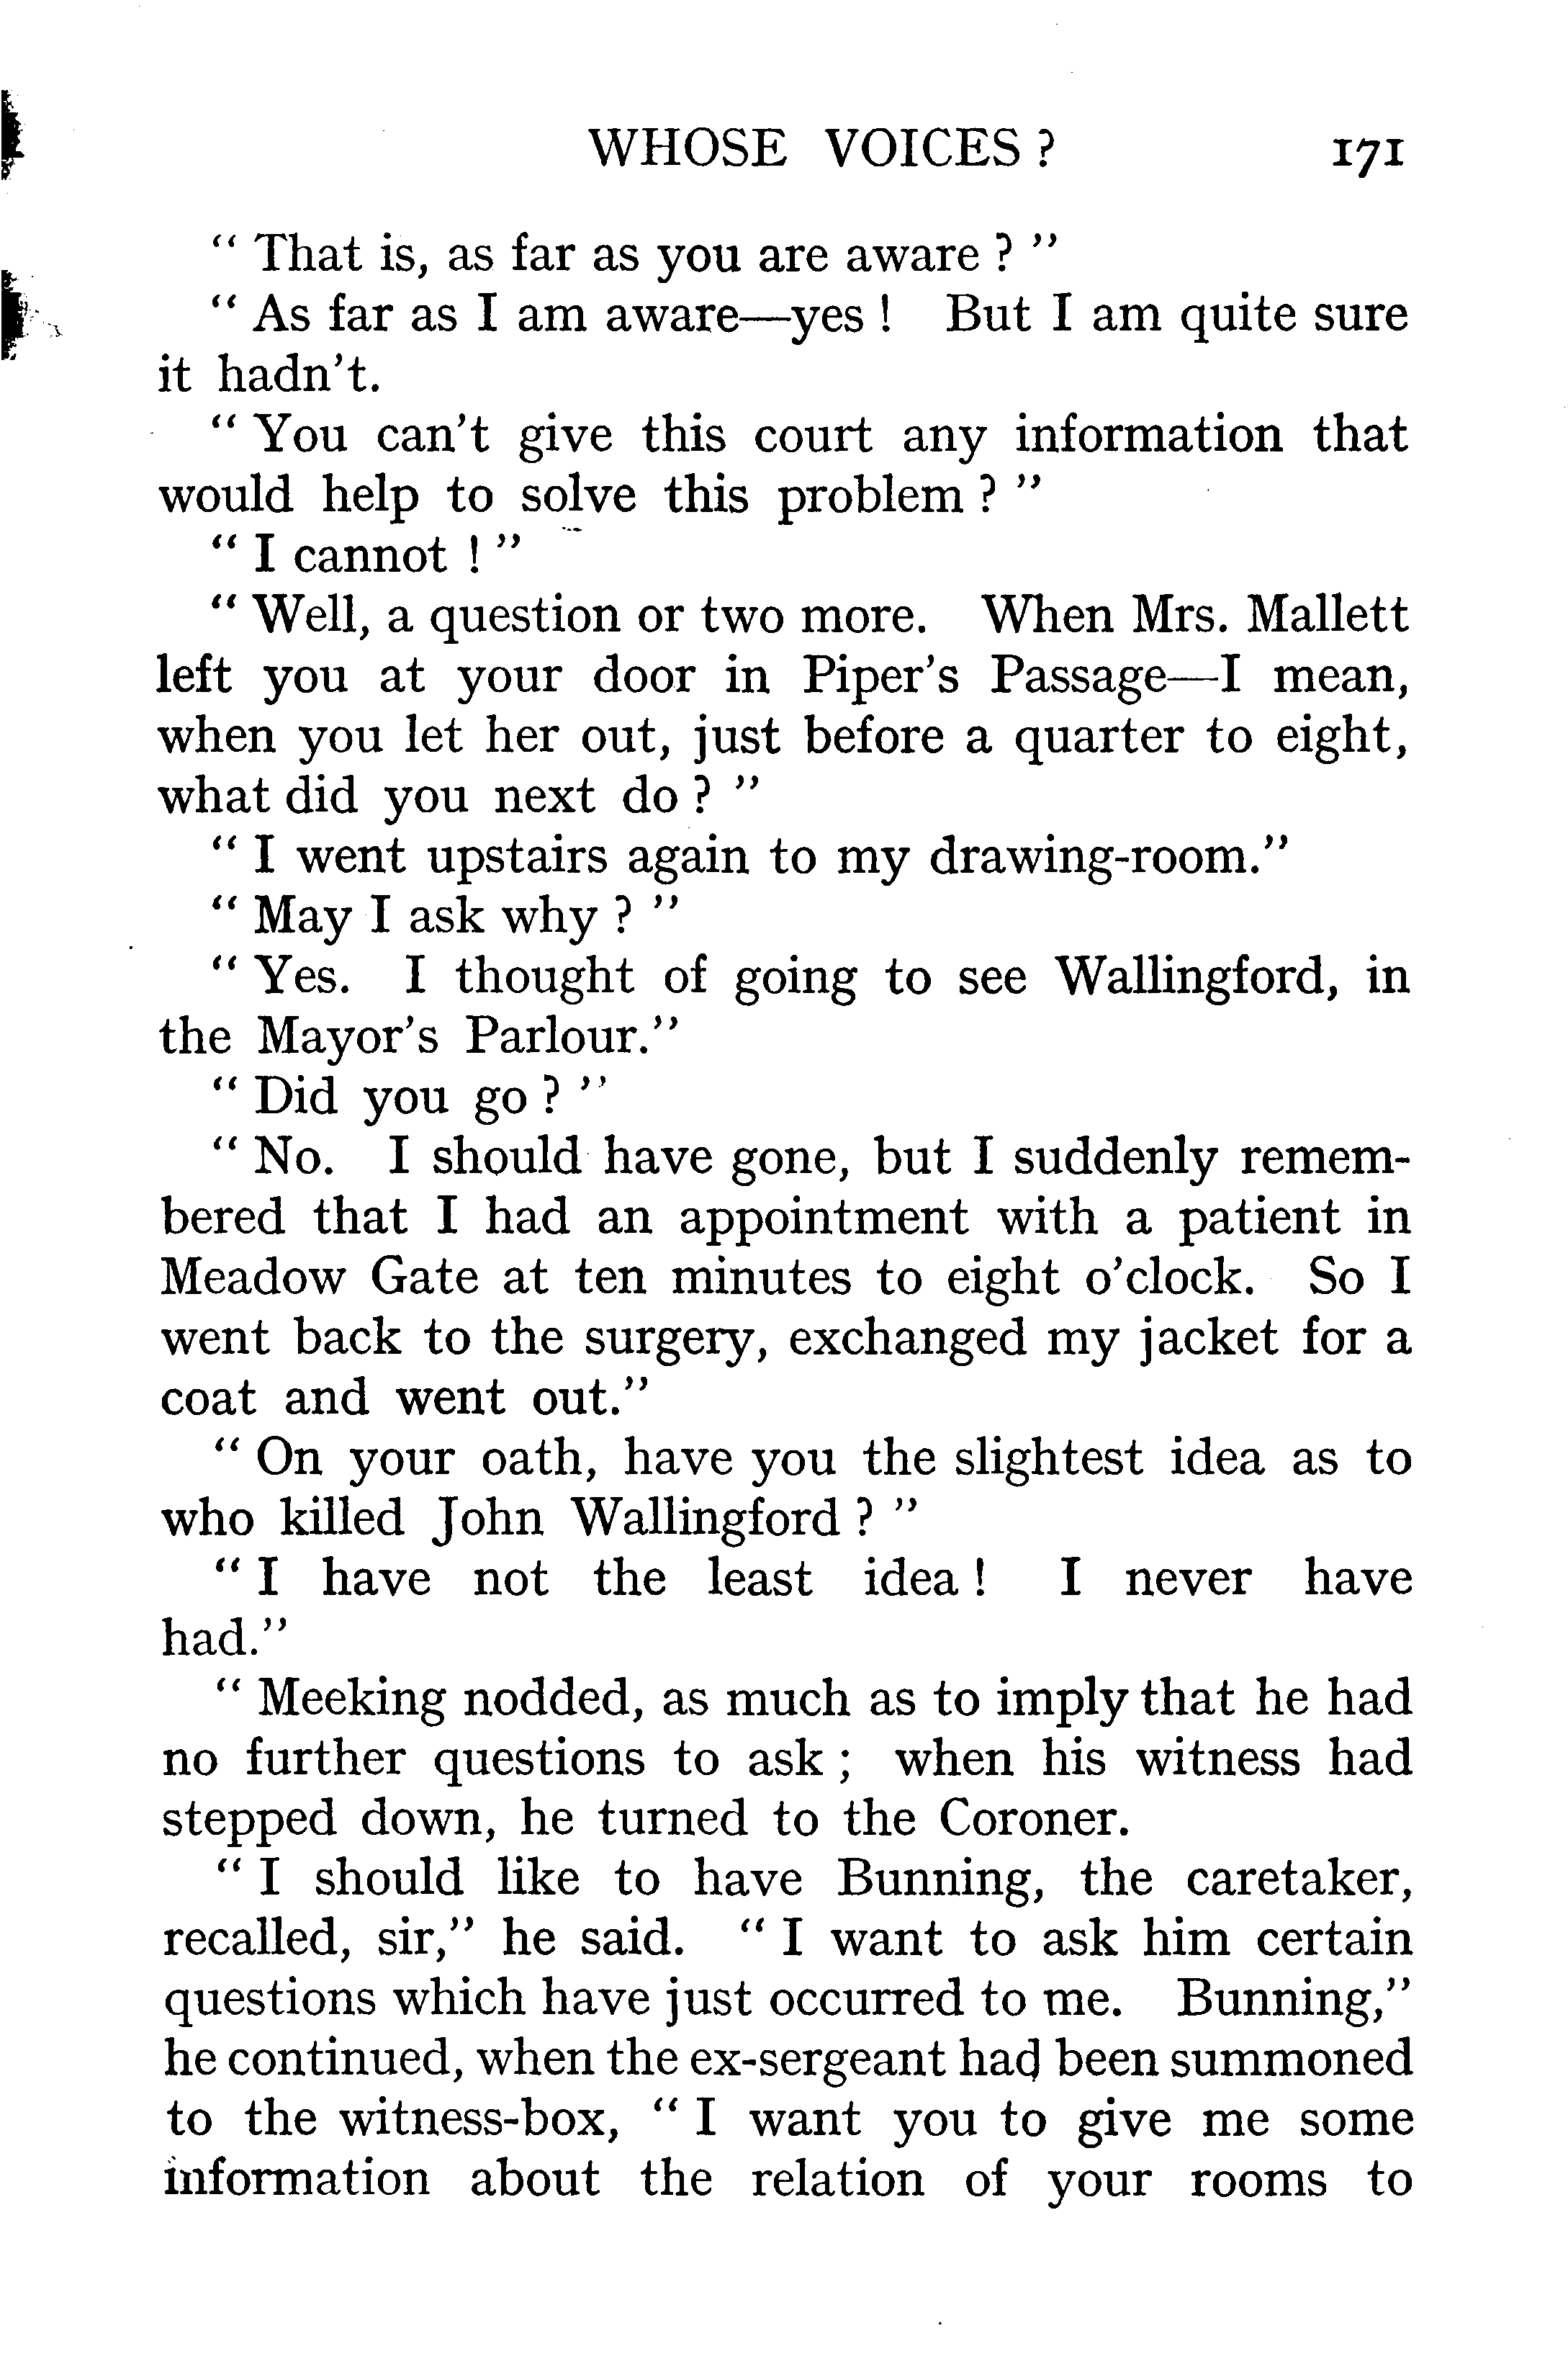 WHOSE VOICES ? 171
“ That is, as far as you are aware ? ”
“ As far as I am aware—yes ! But I am quite sure
it hadn't.
“ You can't give this court any information that
would help to solve this problem ? ”
“ I cannot ! ”
“ Well, a question or two more. When Mrs. Mallett
left you at your door in Piper's Passage—I mean,
when you let her out, just before a quarter to eight,
what did you next do ? ”
“ I went upstairs again to my drawing-room.”
“ May I ask why ? ”
“ Yes. I thought of going to see Wallingford, in
the Mayor's Parlour.”
“ Did you go ? ”
“ No. I should have gone, but I suddenly remem-
bered that I had an appointment with a patient in
Meadow Gate at ten minutes to eight o'clock. So I
went back to the surgery, exchanged my jacket for a
coat and went out.”
“ On your oath, have you the slightest idea as to
who killed John Wallingford ? ”
“ I have not the least idea ! I never have
had.”
“ Meeking nodded, as much as to imply that he had
no further questions to ask ; when his witness had
stepped down, he turned to the Coroner.
“ I should like to have Bunning, the caretaker,
recalled, sir,” he said. “ I want to ask him certain
questions which have just occurred to me. Bunning,”
he continued, when the ex-sergeant had been summoned
to the witness-box, “ I want you to give me some
information about the relation of your rooms to